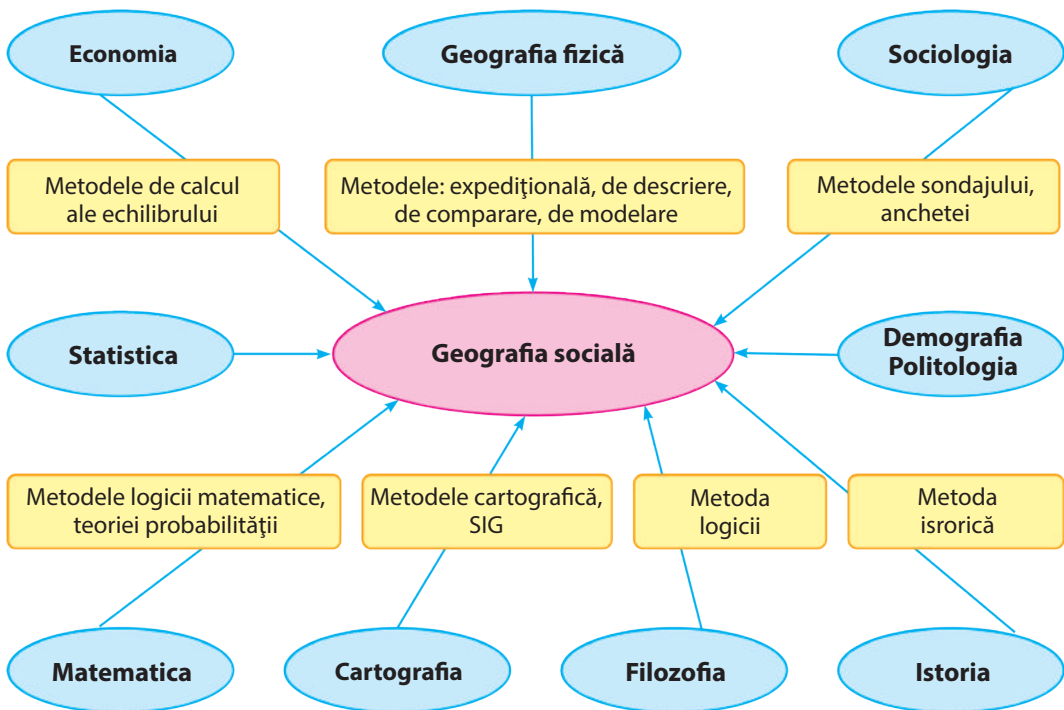 Economia
Geografia fizică
Sociologia
Metodele de calcul
ale echilibrului
Metodele: expediţională, de descriere,
de comparare, de modelare
Metodele sondajului,
anchetei
Statistica
Geografia socială
Demografia
Politologia
Metodele logicii matematice,
teoriei probabilităţii
Metodele cartografică,
SIG
Metoda
logicii
Metoda
isrorică
Matematica
Cartografia
Filozofia
Istoria